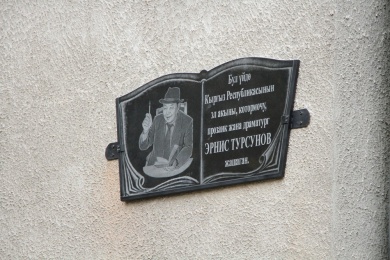 Бул үйдө
Кыргыз Республикасынын
эл акыны, котормочу,
прозаик жана драматург
ЭРНИС ТУРСУНОВ
жашаган.